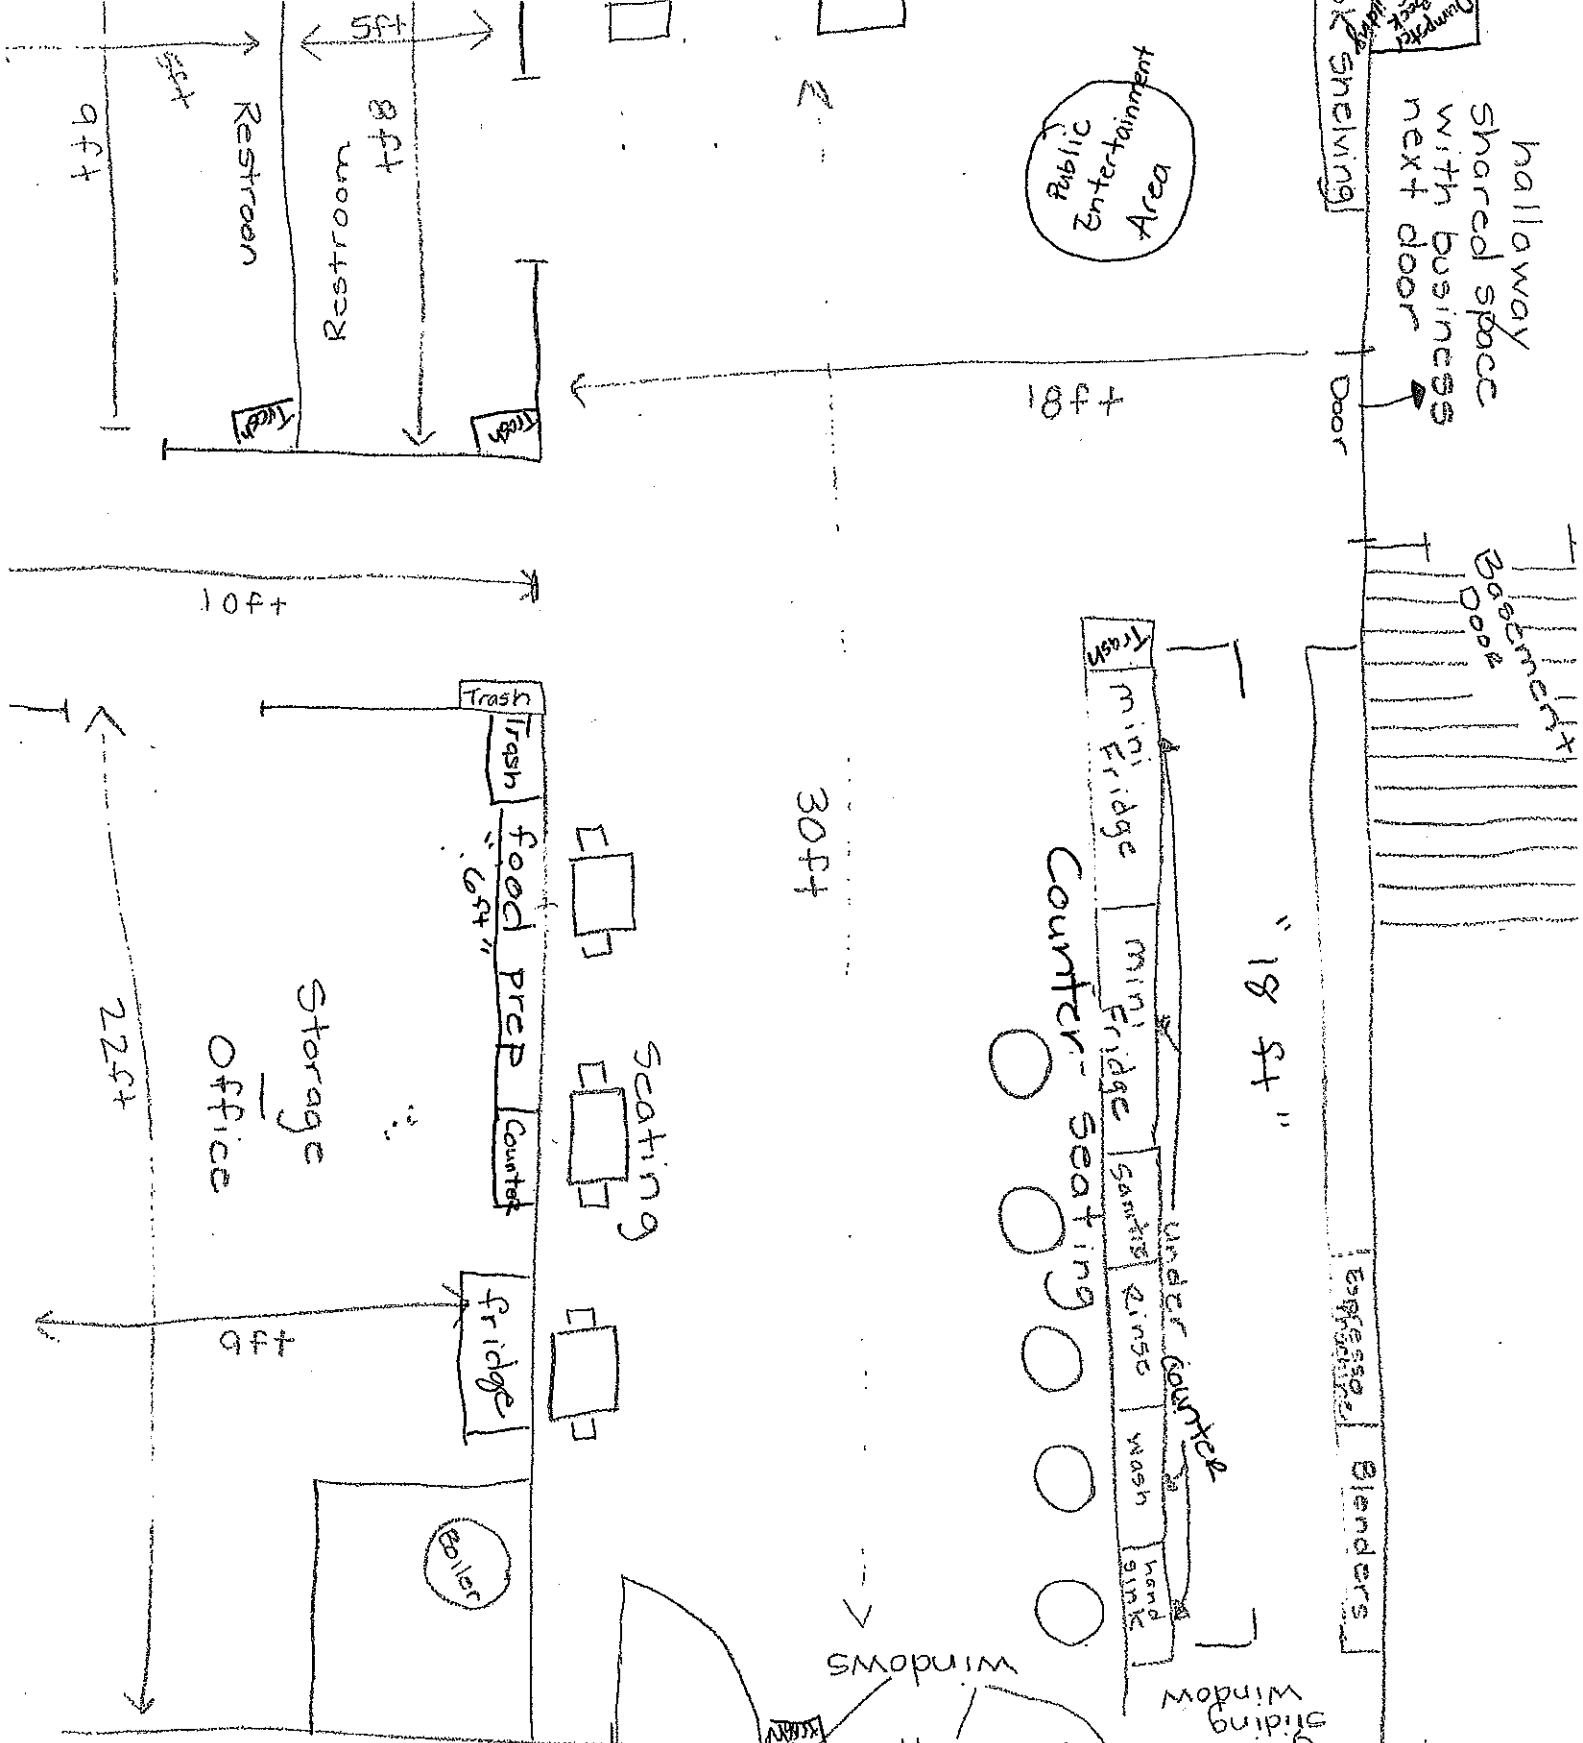 Dumpster
Back
5ft
5ft
9ft
8ft
Restroom
Restroom
Public
Entertainment
Area
Shelving
hallaway
shared space
with business
next door
Trash
18ft
Door
10ft
Basement
Door
Trash
Trash
Trash
mini
Fridge
mini
Fridge
Sanitize
Rinse
wash
hand
sink
Under Counter
Counter Seating
"18 ft"
30ft
food prep
"6ft"
Counter
Seating
Storage
Office
22ft
9ft
fridge
Boiler
Espresso
Machine
Blenders
windows
Sliding
window